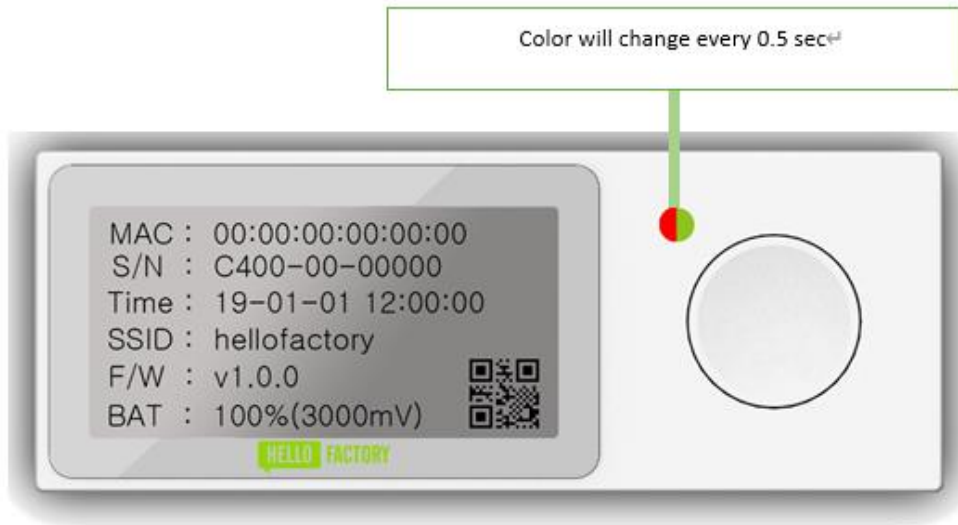 Color will change every 0.5 sec↵
MAC : 00:00:00:00:00:00
S/N : C400-00-00000
Time : 19-01-01 12:00:00
SSID : hellofactory
F/W : v1.0.0
BAT : 100%(3000mV)
HELLO FACTORY